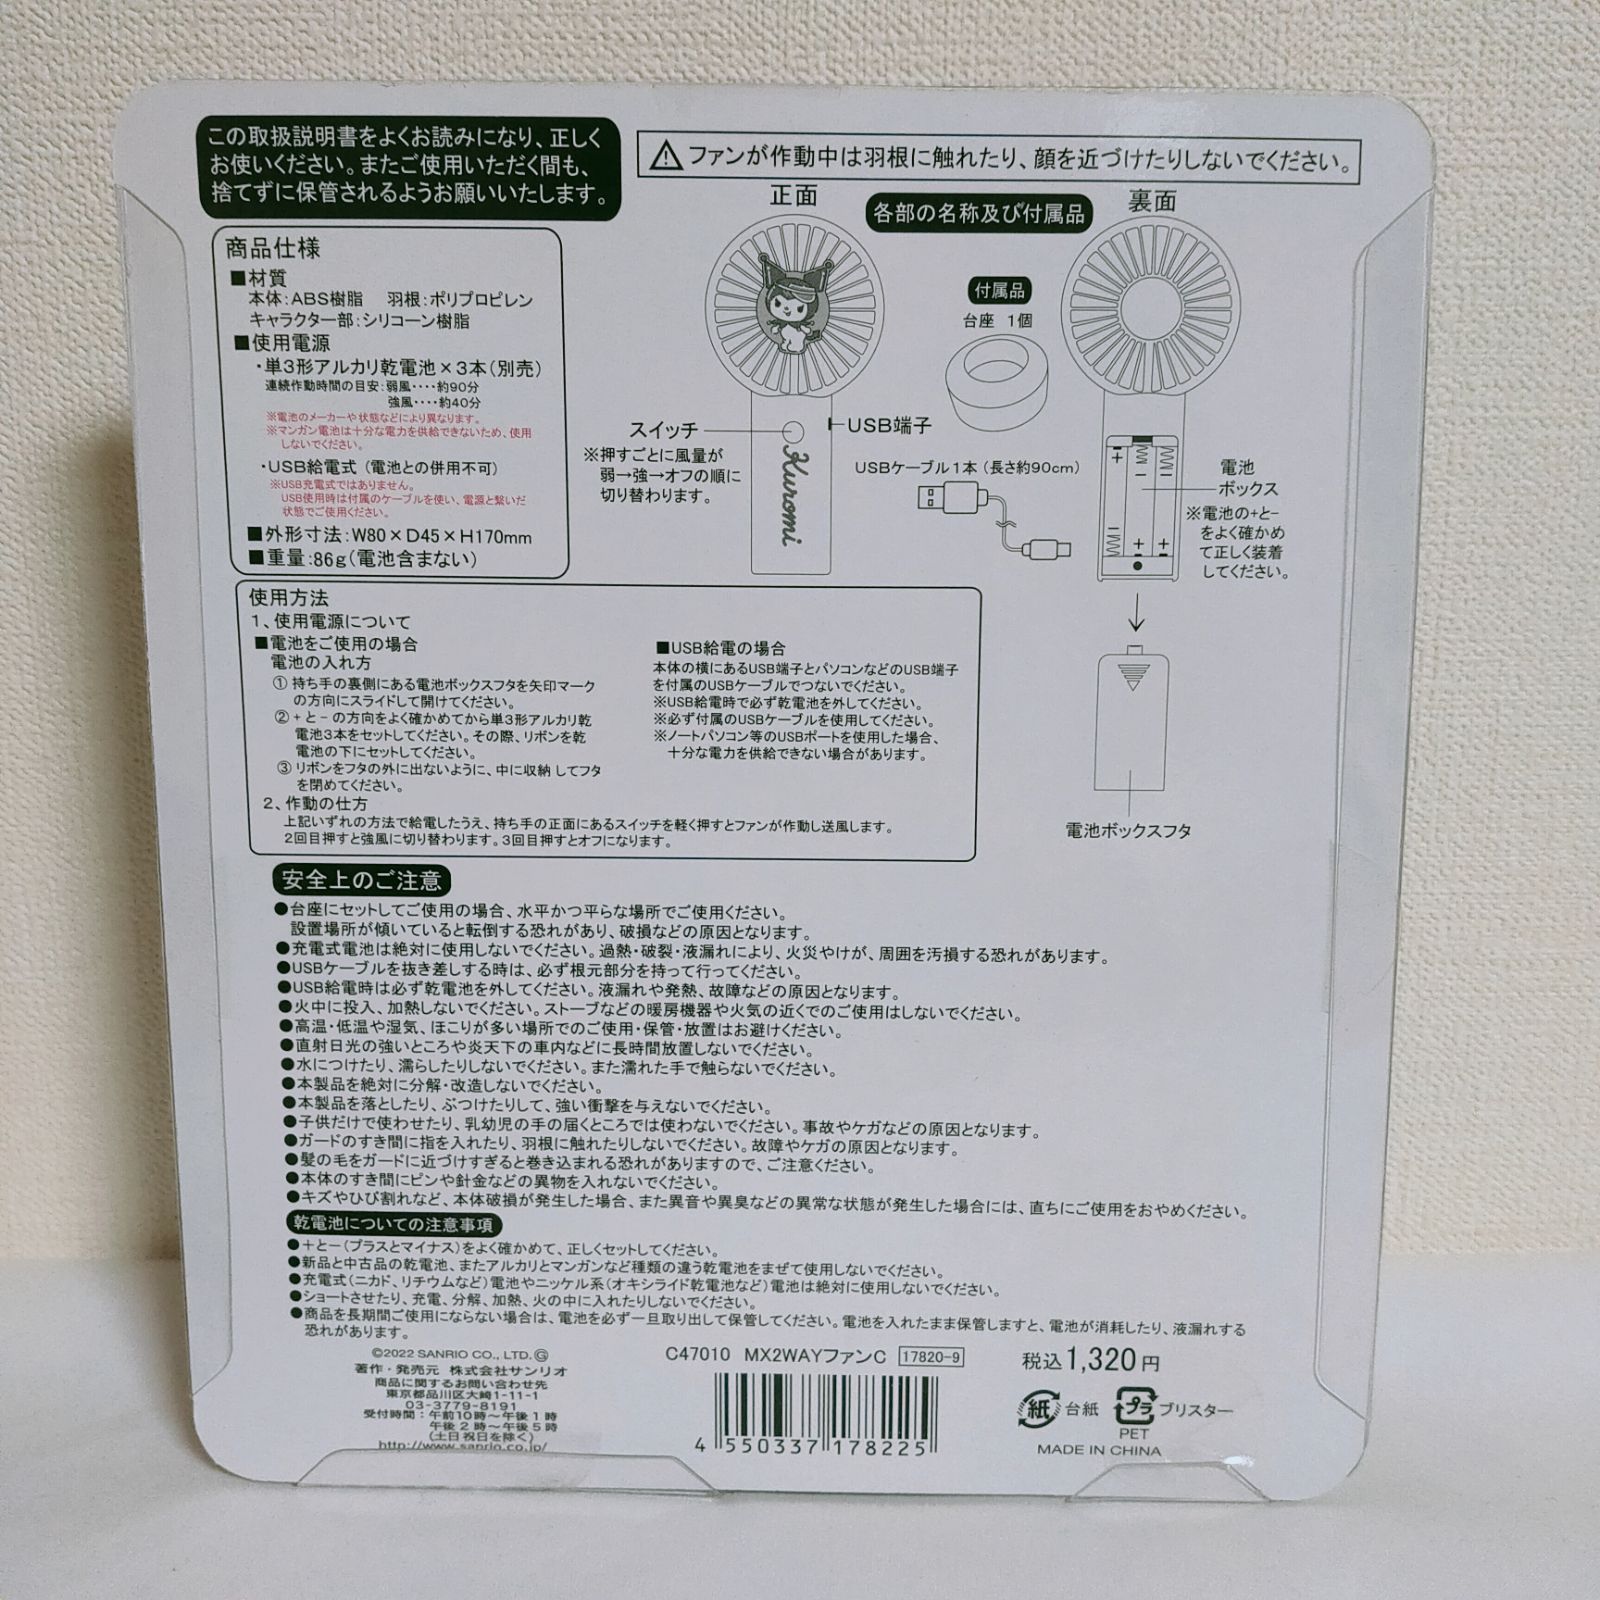 この取扱説明書をよくお読みになり、正しく
お使いください。またご使用いただく間も、
捨てずに保管されるようお願いいたします。
⚠ファンが作動中は羽根に触れたり、顔を近づけたりしないでください。
商品仕様
■材質
本体：ABS樹脂 羽根：ポリプロピレン
キャラクター部：シリコーン樹脂
■使用電源
・単3形アルカリ乾電池×3本（別売）
連続作動時間の目安：弱風‥‥約90分
強風‥‥約40分
※電池のメーカーや状態などにより異なります。
※マンガン電池は十分な電力を供給できないため、使用
しないでください。
・USB給電式（電池との併用不可）
※USB充電式ではありません。
USB使用時は付属のケーブルを使い、電源と繋いだ
状態でご使用ください。
■外形寸法：W80×D45×H170mm
■重量：86g（電池含まない）
正面
各部の名称及び付属品
裏面
付属品
台座 1個
スイッチ
※押すごとに風量が
弱→強→オフの順に
切り替わります。
Kuromi
USB端子
USBケーブル1本（長さ約90cm）
電池
ボックス
※電池の+と−
をよく確かめ
て正しく装着
してください。
電池ボックスフタ
使用方法
1、使用電源について
■電池をご使用の場合
電池の入れ方
① 持ち手の裏側にある電池ボックスフタを矢印マーク
の方向にスライドして開けてください。
② +と−の方向をよく確かめてから単3形アルカリ乾
電池3本をセットしてください。その際、リボンを乾
電池の下にセットしてください。
③ リボンをフタの外に出ないように、中に収納してフタ
を閉めてください。
■USB給電の場合
本体の横にあるUSB端子とパソコンなどのUSB端子
を付属のUSBケーブルでつないでください。
※USB給電時で必ず乾電池を外してください。
※必ず付属のUSBケーブルを使用してください。
※ノートパソコン等のUSBポートを使用した場合、
十分な電力を供給できない場合があります。
2、作動の仕方
上記いずれの方法で給電したうえ、持ち手の正面にあるスイッチを軽く押すとファンが作動し送風します。
2回目押すと強風に切り替わります。3回目押すとオフになります。
安全上のご注意
●台座にセットしてご使用の場合、水平かつ平らな場所でご使用ください。
設置場所が傾いていると転倒する恐れがあり、破損などの原因となります。
●充電式電池は絶対に使用しないでください。過熱・破裂・液漏れにより、火災やけが、周囲を汚損する恐れがあります。
●USBケーブルを抜き差しする時は、必ず根元部分を持って行ってください。
●USB給電時は必ず乾電池を外してください。液漏れや発熱、故障などの原因となります。
●火中に投入、加熱しないでください。ストーブなどの暖房機器や火気の近くでのご使用はしないでください。
●高温・低温や湿気、ほこりが多い場所でのご使用・保管・放置はお避けください。
●直射日光の強いところや炎天下の車内などに長時間放置しないでください。
●水につけたり、濡らしたりしないでください。また濡れた手で触らないでください。
●本製品を絶対に分解・改造しないでください。
●本製品を落としたり、ぶつけたりして、強い衝撃を与えないでください。
●子供だけで使わせたり、乳幼児の手の届くところでは使わないでください。事故やケガなどの原因となります。
●ガードのすき間に指を入れたり、羽根に触れたりしないでください。故障やケガの原因となります。
●髪の毛をガードに近づけすぎると巻き込まれる恐れがありますので、ご注意ください。
●本体のすき間にピンや針金などの異物を入れないでください。
●キズやひび割れなど、本体破損が発生した場合、また異音や異臭などの異常な状態が発生した場合には、直ちにご使用をおやめください。
乾電池についての注意事項
●＋と−（プラスとマイナス）をよく確かめて、正しくセットしてください。
●新品と中古品の乾電池、またアルカリとマンガンなど種類の違う乾電池をまぜて使用しないでください。
●充電式（ニカド、リチウムなど）電池やニッケル系（オキシライド乾電池など）電池は絶対に使用しないでください。
●ショートさせたり、充電、分解、加熱、火の中に入れたりしないでください。
●商品を長期間ご使用にならない場合は、電池を必ず一旦取り出して保管してください。電池を入れたまま保管しますと、電池が消耗したり、液漏れする
恐れがあります。
©2022 SANRIO CO., LTD. Ⓖ
著作・発売元 株式会社サンリオ
商品に関するお問い合わせ先
東京都品川区大崎1-11-1
03-3779-8191
受付時間：午前10時〜午後1時
午後2時〜午後5時
（土日祝日を除く）
http://www.sanrio.co.jp/
C47010 MX2WAYファンC 17820-9
4 550337 178225
税込1,320円
紙 台紙 プラ ブリスター
PET
MADE IN CHINA